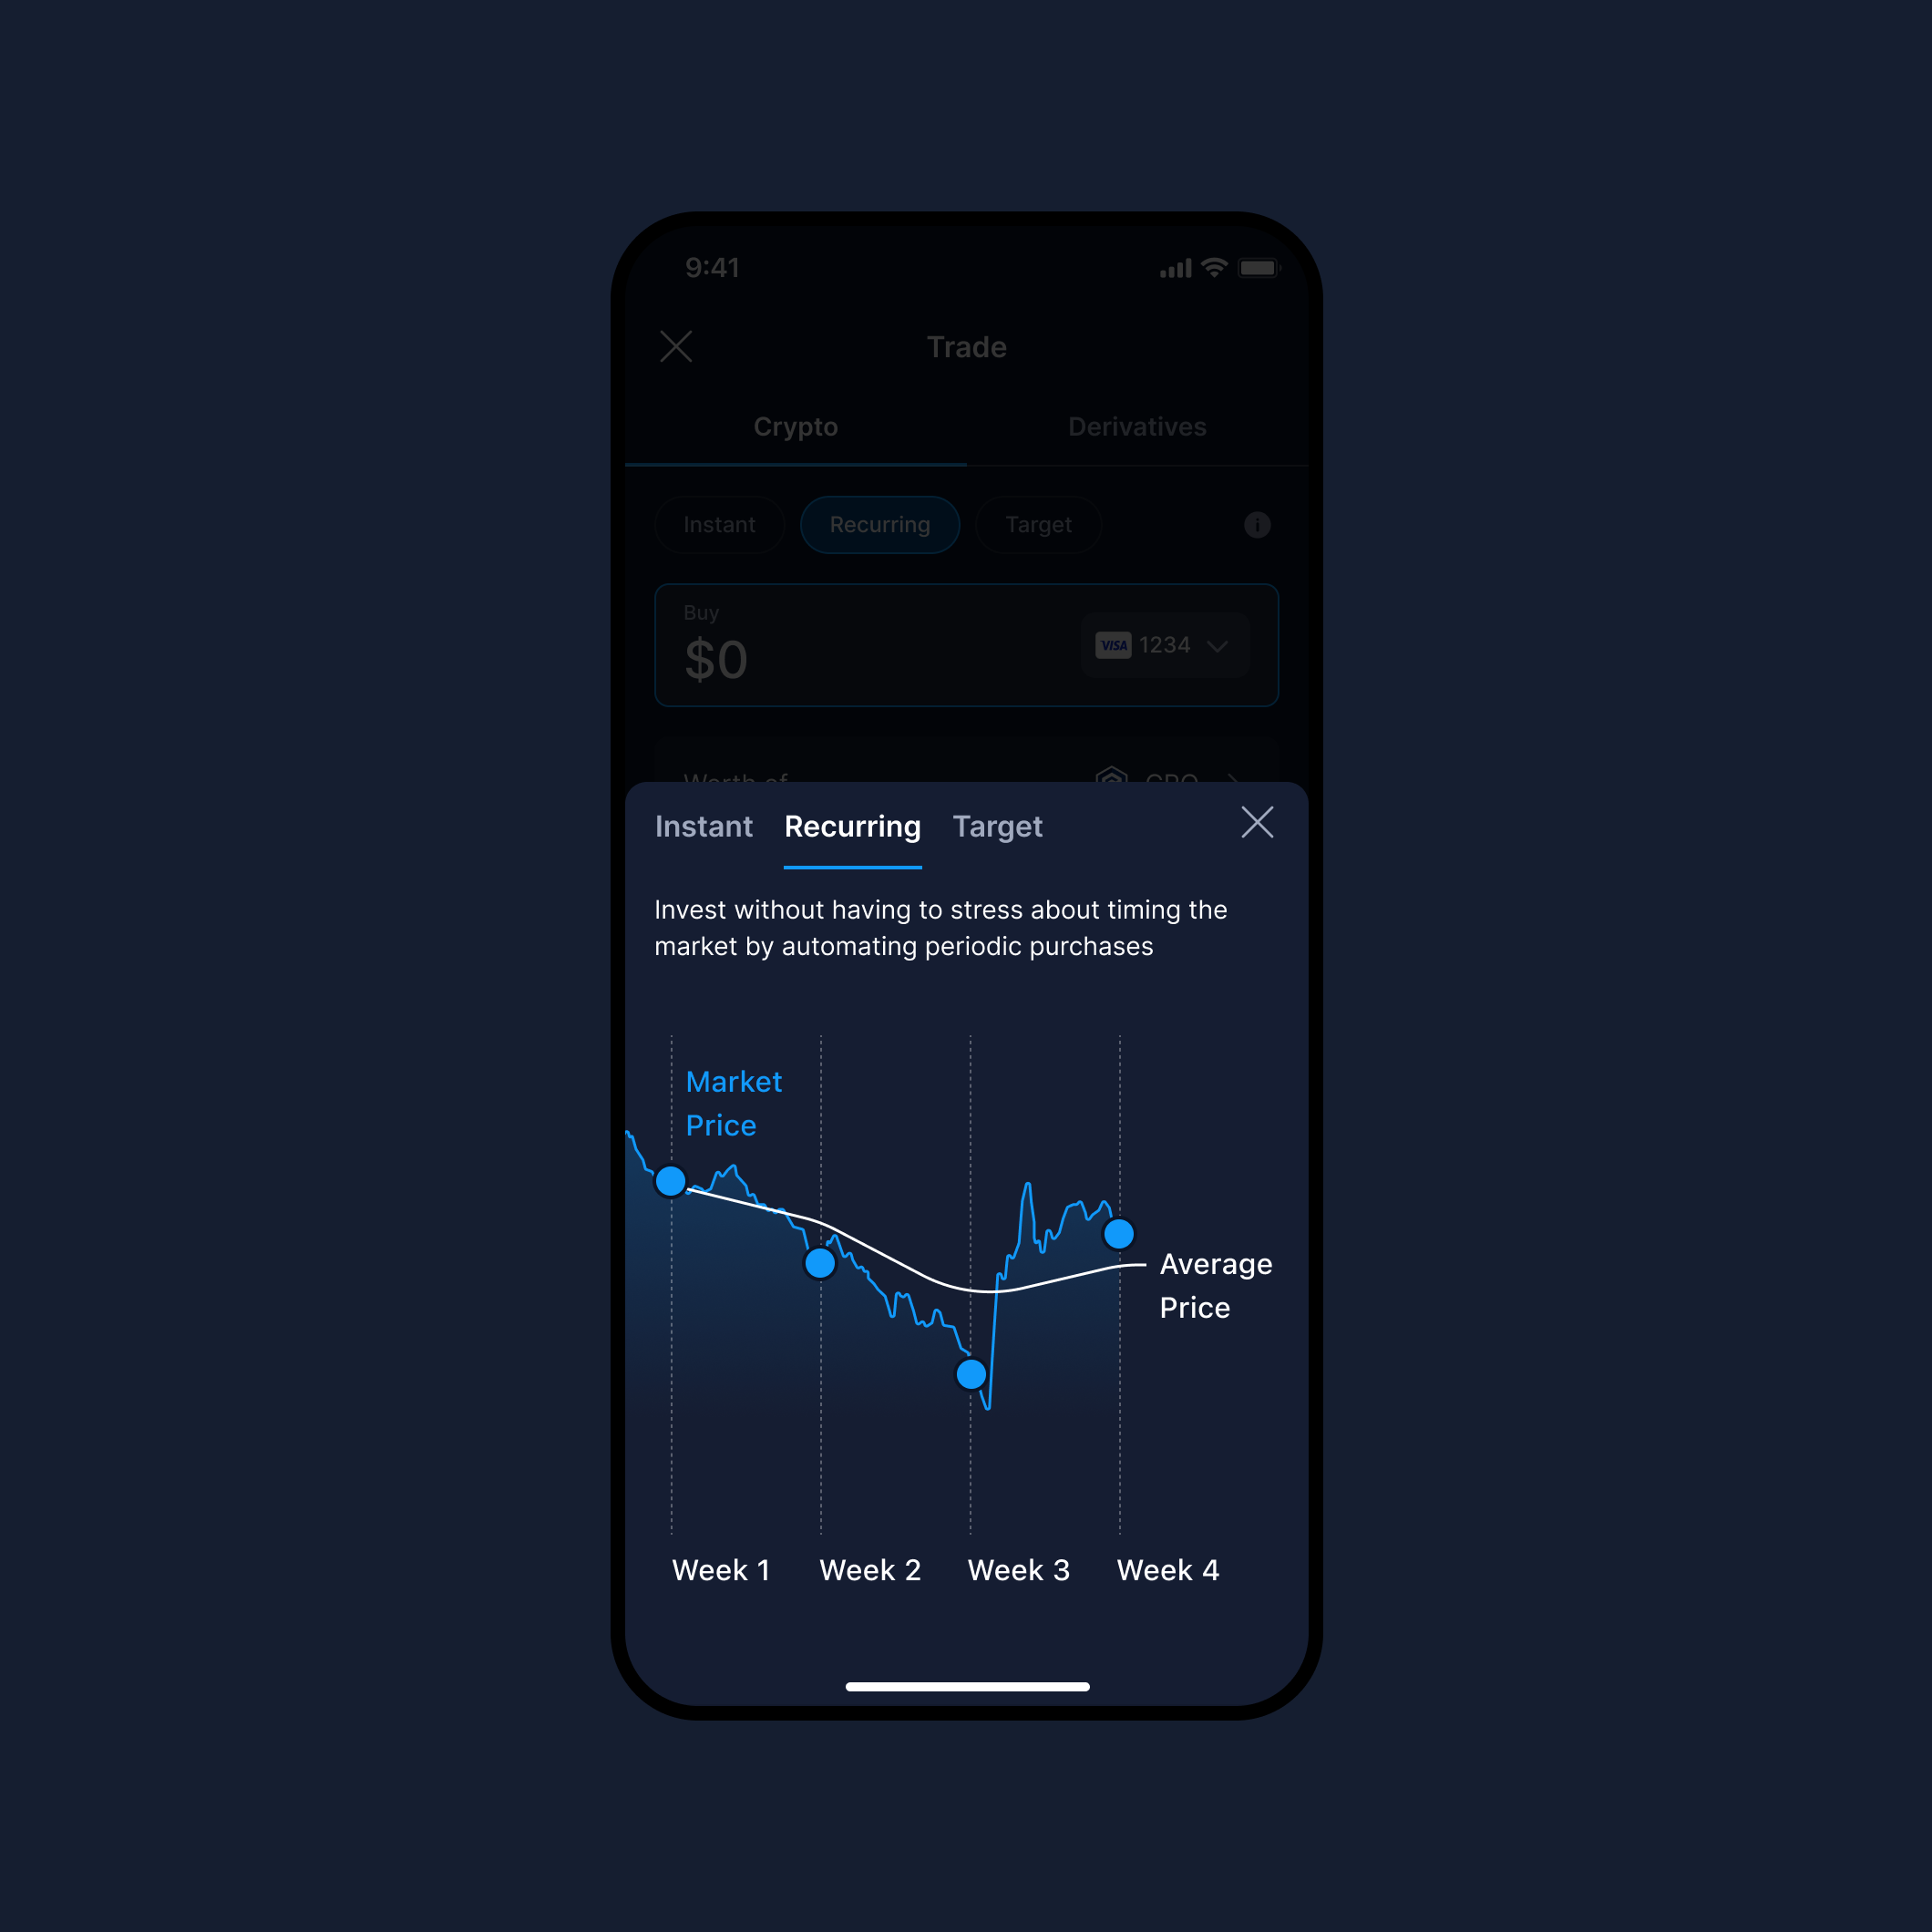 9:41
Trade
Crypto
Derivatives
Instant
Recurring
Target
Buy
$0
VISA 1234
Worth of
CRO
Instant
Recurring
Target
Invest without having to stress about timing the
market by automating periodic purchases
Market
Price
Average
Price
Week 1
Week 2
Week 3
Week 4